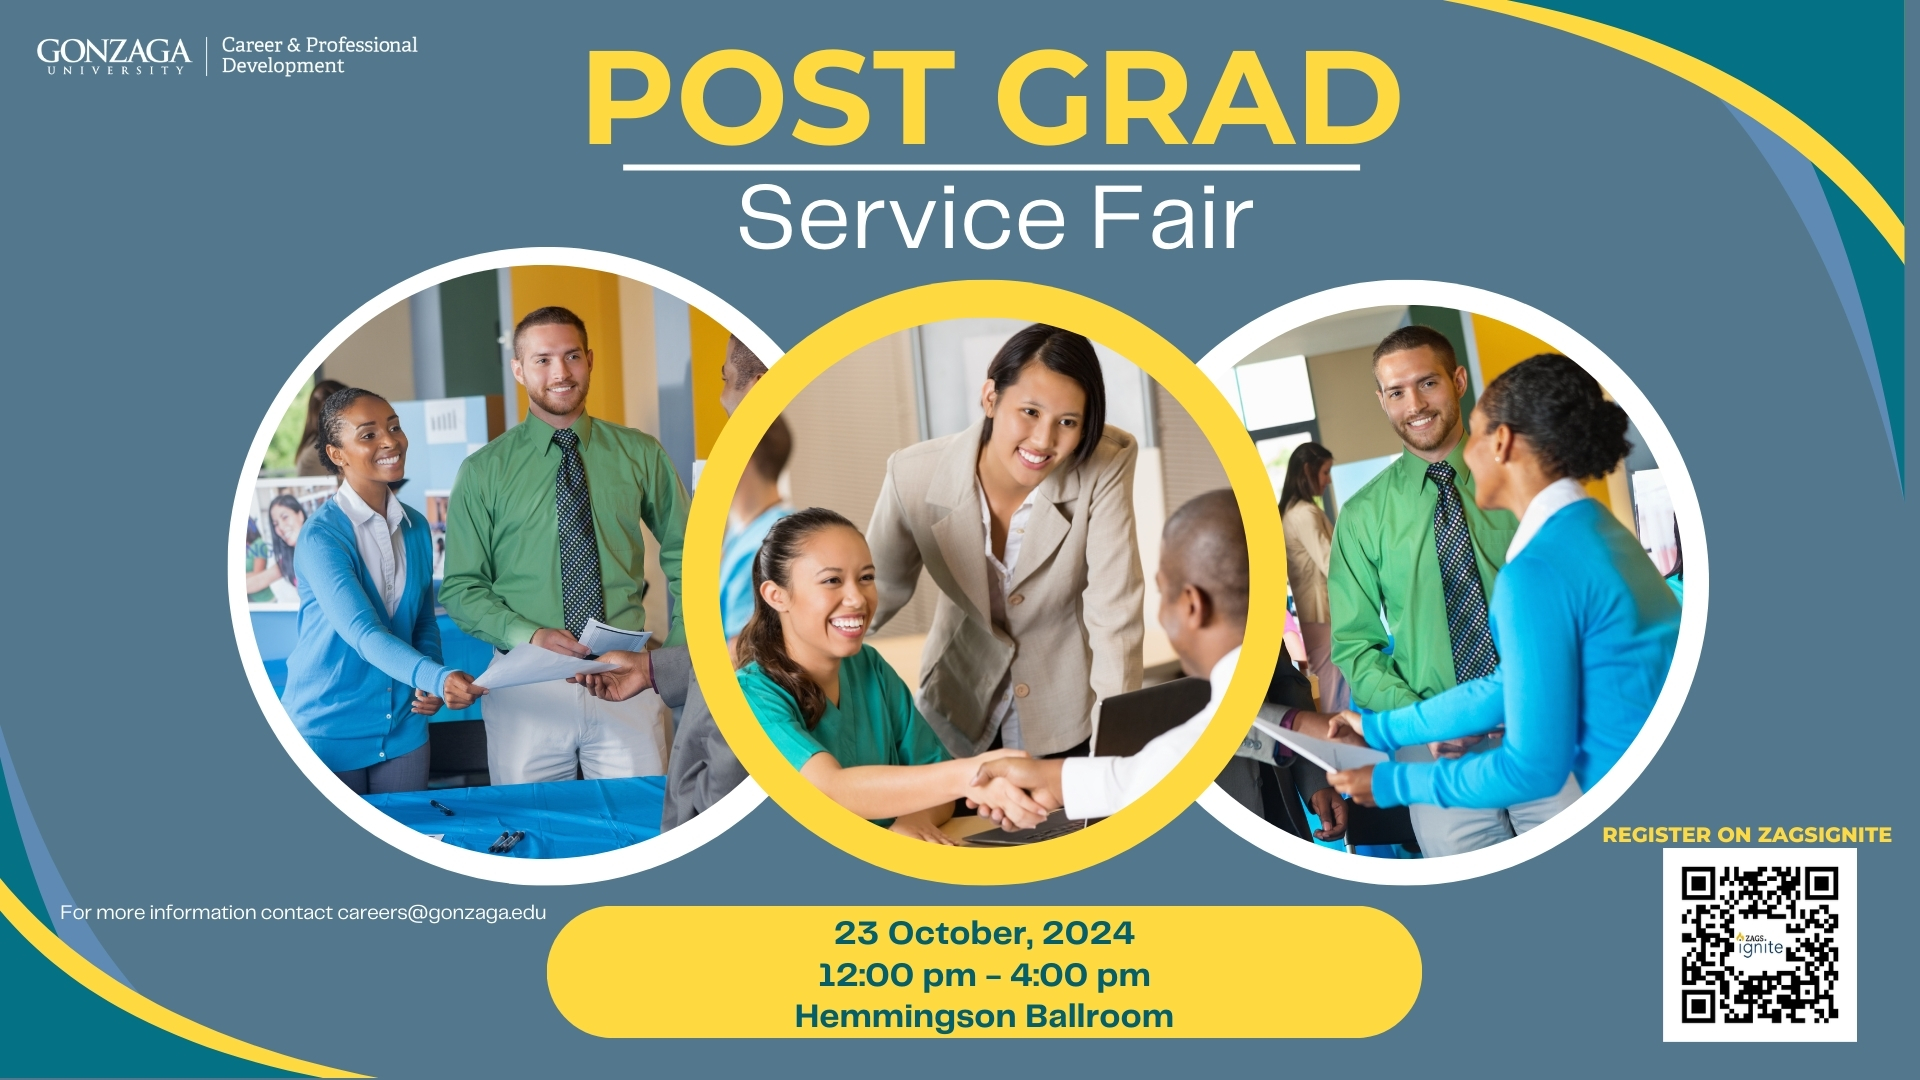 GONZAGA
UNIVERSITY
Career & Professional
Development
POST GRAD
Service Fair
REGISTER ON ZAGSIGNITE
ZAGS
ignite
For more information contact careers@gonzaga.edu
23 October, 2024
12:00 pm - 4:00 pm
Hemmingson Ballroom